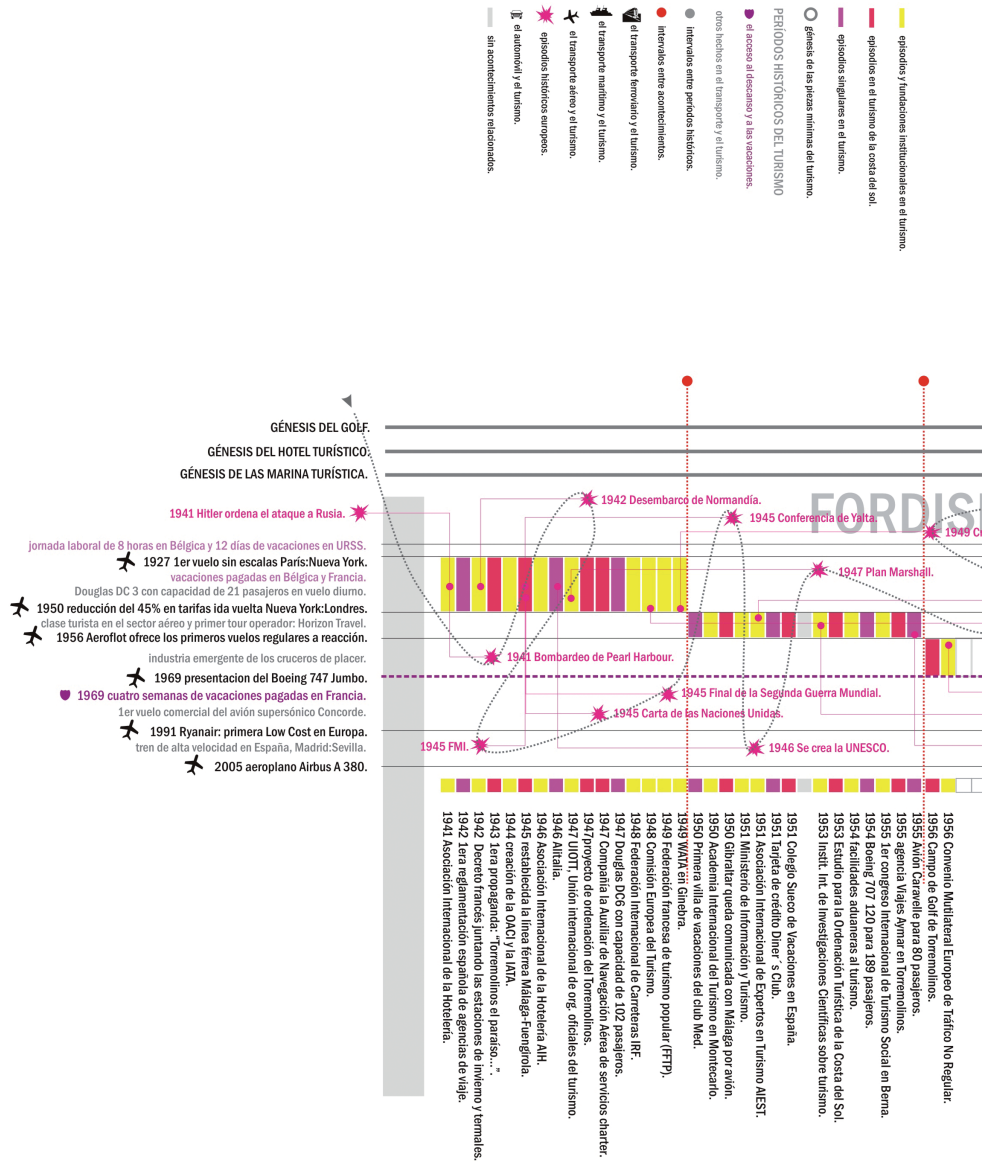 episodios y fundaciones institucionales en el turismo.
episodios en el turismo de la costa del sol.
episodios singulares en el turismo.
génesis de las piezas mínimas del turismo.
PERÍODOS HISTÓRICOS DEL TURISMO
el acceso al descanso y a las vacaciones.
otros hechos en el transporte y el turismo.
intervalos entre períodos históricos.
intervalos entre acontecimientos.
el transporte ferroviario y el turismo.
el transporte marítimo y el turismo.
el transporte aéreo y el turismo.
episodios históricos europeos.
el automóvil y el turismo.
sin acontecimientos relacionados.
GÉNESIS DEL GOLF.
GÉNESIS DEL HOTEL TURÍSTICO.
GÉNESIS DE LAS MARINA TURÍSTICA.
FORDIS
1941 Hitler ordena el ataque a Rusia.
1942 Desembarco de Normandía.
1945 Conferencia de Yalta.
1949
jornada laboral de 8 horas en Bélgica y 12 días de vacaciones en URSS.
1927 1er vuelo sin escalas París:Nueva York.
vacaciones pagadas en Bélgica y Francia.
1947 Plan Marshall.
Douglas DC 3 con capacidad de 21 pasajeros en vuelo diurno.
1950 reducción del 45% en tarifas ida vuelta Nueva York:Londres.
clase turista en el sector aéreo y primer tour operador: Horizon Travel.
1956 Aeroflot ofrece los primeros vuelos regulares a reacción.
industria emergente de los cruceros de placer.
1941 Bombardeo de Pearl Harbour.
1969 presentacion del Boeing 747 Jumbo.
1969 cuatro semanas de vacaciones pagadas en Francia.
1945 Final de la Segunda Guerra Mundial.
1er vuelo comercial del avión supersónico Concorde.
1945 Carta de las Naciones Unidas.
1991 Ryanair: primera Low Cost en Europa.
tren de alta velocidad en España, Madrid:Sevilla.
1945 FMI.
1946 Se crea la UNESCO.
2005 aeroplano Airbus A 380.
1941 Asociación Internacional de la Hotelería.
1942 1era reglamentación española de agencias de viaje.
1942 Decreto francés juntando las estaciones de invierno y termales.
1943 1era propaganda: "Torremolinos el paraíso... ".
1944 creación de la OACI y la IATA.
1945 restablecida la línea férrea Málaga-Fuengirola.
1946 Asociación Internacional de la Hotelería AIH.
1946 Alitalia.
1947 UIOTT, Unión internacional de org. oficiales del turismo.
1947proyecto de ordenación del Torremolinos.
1947 Compañía la Auxiliar de Navegación Aérea de servicios charter.
1947 Douglas DC6 con capacidad de 102 pasajeros.
1948 Federación Internacional de Carreteras IRF.
1948 Comisión Europea del Turismo.
1949 Federación francesa de turismo popular (FFTP).
1949 WATA en Ginebra.
1950 Primera villa de vacaciones del club Med.
1950 Academia Internacional del Turismo en Montecarlo.
1950 Gibraltar queda comunicada con Málaga por avión.
1951 Ministerio de Información y Turismo.
1951 Asociación Internacional de Expertos en Turismo AIEST.
1951 Tarjeta de crédito Diner´s Club.
1951 Colegio Sueco de Vacaciones en España.
1953 Instit. Int. de Investigaciones Científicas sobre turismo.
1953 Estudio para la Ordenación Turística de la Costa del Sol.
1954 facilidades aduaneras al turismo.
1954 Boeing 707 120 para 189 pasajeros.
1955 1er congreso Internacional de Turismo Social en Berna.
1955 agencia Viajes Aymar en Torremolinos.
1955 Avión Caravelle para 80 pasajeros.
1956 Campo de Golf de Torremolinos.
1956 Convenio Mutilateral Europeo de Tráfico No Regular.